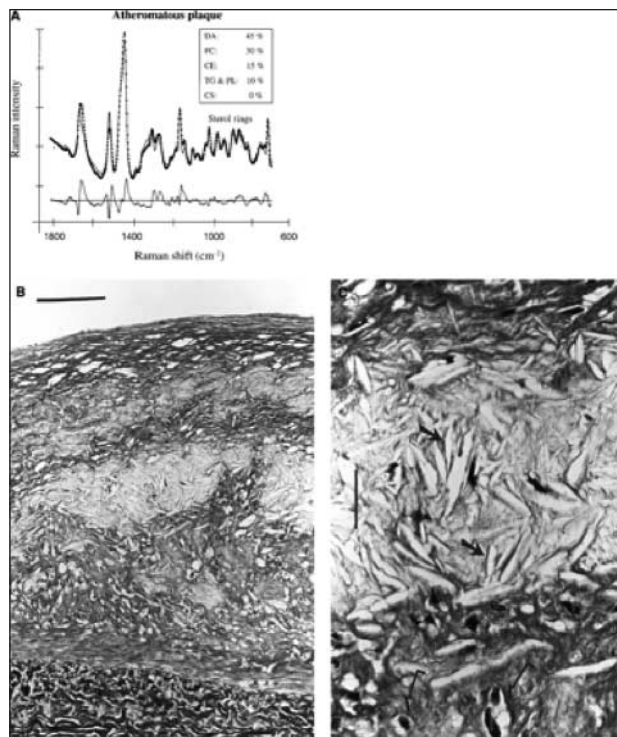 A
Atheromatous plaque
DA: 45 %
FC: 30 %
CE: 15 %
TG & PL: 10 %
CS: 0 %
Sterol rings
Raman intensity
1800 1400 1000 600
Raman shift (cm-1)
B
C